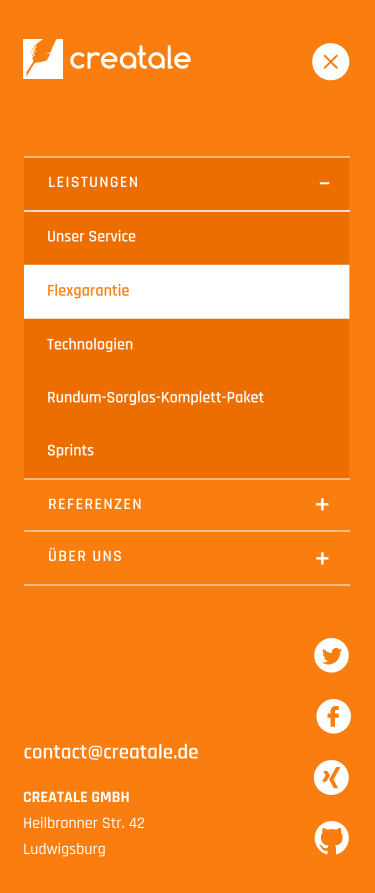 creatale
LEISTUNGEN
Unser Service
Flexgarantie
Technologien
Rundum-Sorglos-Komplett-Paket
Sprints
REFERENZEN
ÜBER UNS
contact@creatale.de
CREATALE GMBH
Heilbronner Str. 42
Ludwigsburg